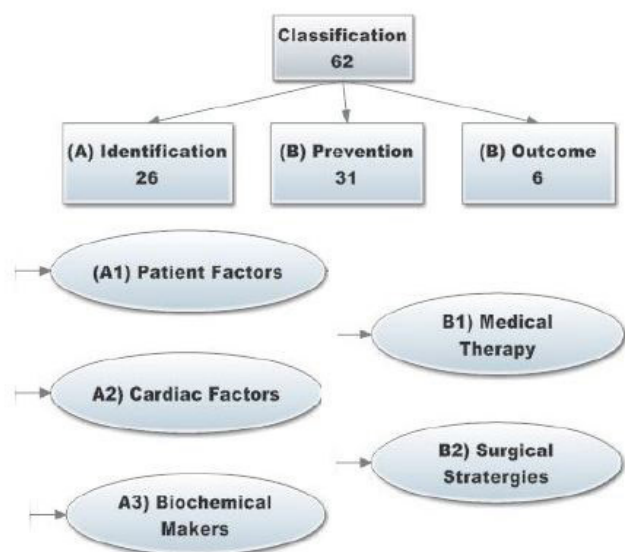 Classification
62
(A) Identification
26
(B) Prevention
31
(B) Outcome
6
(A1) Patient Factors
B1) Medical
Therapy
A2) Cardiac Factors
B2) Surgical
Stratergies
A3) Biochemical
Makers